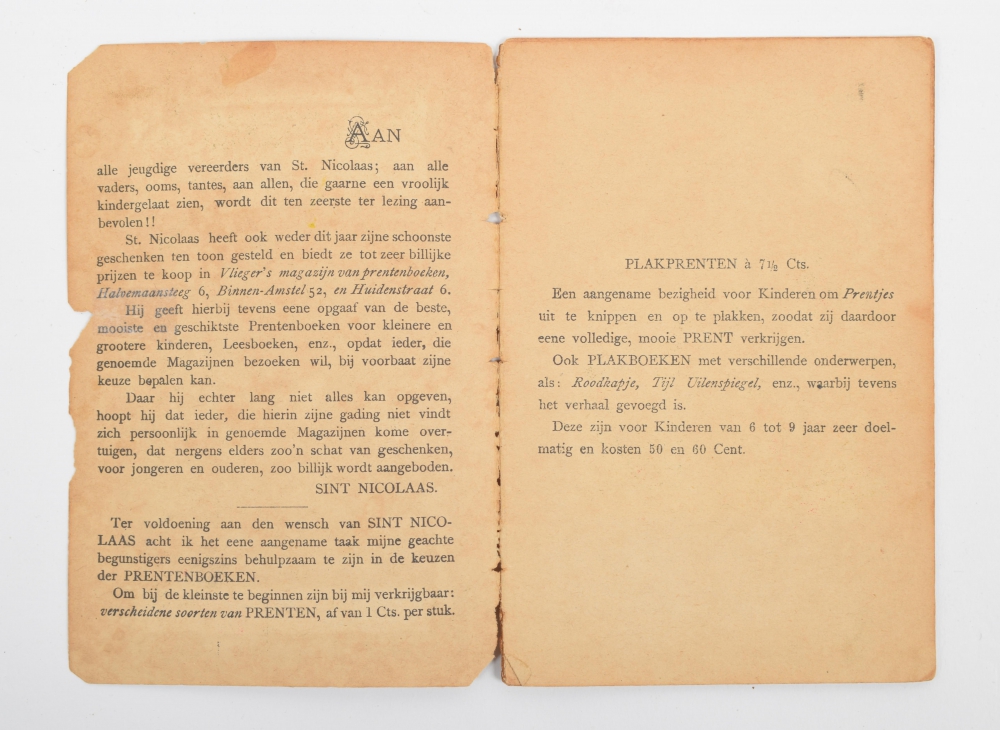 AAN
alle jeugdige vereerders van St. Nicolaas; aan alle
vaders, ooms, tantes, aan allen, die gaarne een vroolijk
kindergelaat zien, wordt dit ten zeerste ter lezing aan-
bevolen!!
St. Nicolaas heeft ook weder dit jaar zijne schoonste
geschenken ten toon gesteld en biedt ze tot zeer billijke
prijzen te koop in Vlieger's magazijn van prentenboeken,
Halvemaansteeg 6, Binnen-Amstel 52, en Huidenstraat 6.
Hij geeft hierbij tevens eene opgaaf van de beste,
mooiste en geschiktste Prentenboeken voor kleinere en
grootere kinderen, Leesboeken, enz., opdat ieder, die
genoemde Magazijnen bezoeken wil, bij voorbaat zijne
keuze bepalen kan.
Daar hij echter lang niet alles kan opgeven,
hoopt hij dat ieder, die hierin zijne gading niet vindt
zich persoonlijk in genoemde Magazijnen kome over-
tuigen, dat nergens elders zoo'n schat van geschenken,
voor jongeren en ouderen, zoo billijk wordt aangeboden.
SINT NICOLAAS.
Ter voldoening aan den wensch van SINT NICO-
LAAS acht ik het eene aangename taak mijne geachte
begunstigers eenigszins behulpzaam te zijn in de keuzen
der PRENTENBOEKEN.
Om bij de kleinste te beginnen zijn bij mij verkrijgbaar:
verscheidene soorten van PRENTEN, af van 1 Cts. per stuk.
PLAKPRENTEN à 7½ Cts.
Een aangename bezigheid voor Kinderen om Prentjes
uit te knippen en op te plakken, zoodat zij daardoor
eene volledige, mooie PRENT verkrijgen.
Ook PLAKBOEKEN met verschillende onderwerpen,
als: Roodkapje, Tijl Uilenspiegel, enz., waarbij tevens
het verhaal gevoegd is.
Deze zijn voor Kinderen van 6 tot 9 jaar zeer doel-
matig en kosten 50 en 60 Cent.